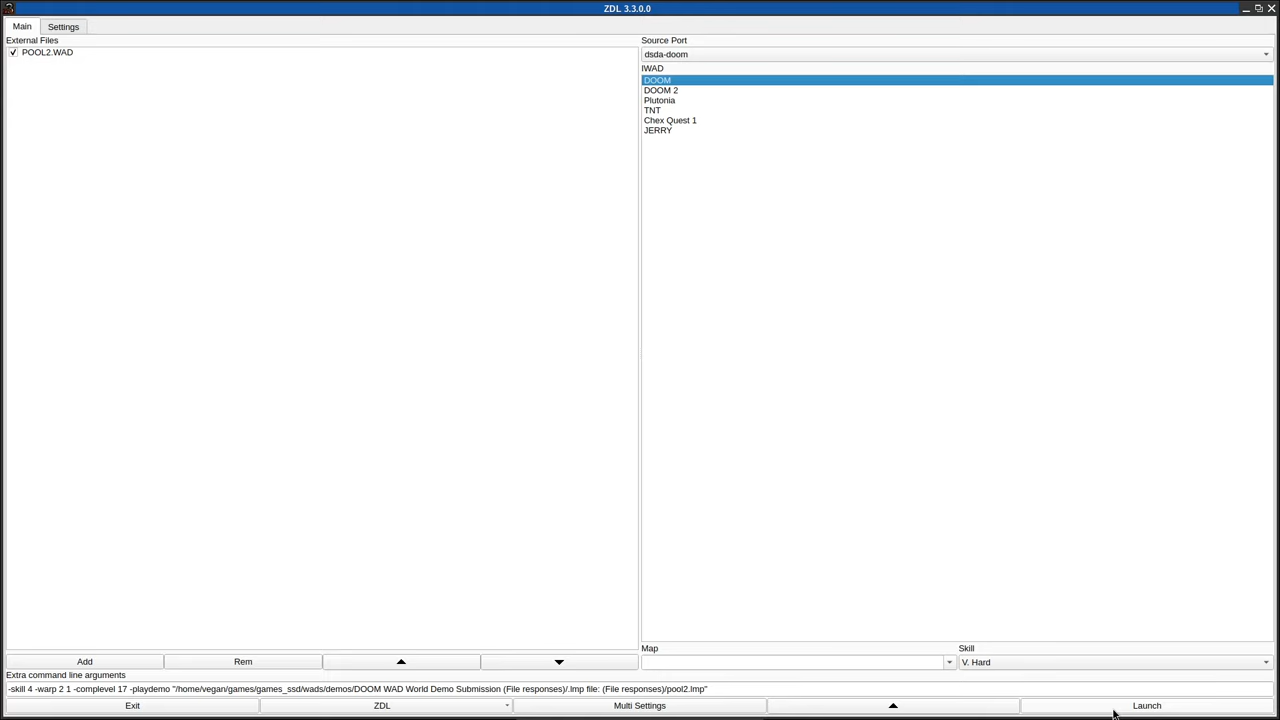 ZDL 3.3.0.0
Main
Settings
External Files
POOL2.WAD
Source Port
dsda-doom
IWAD
DOOM
DOOM 2
Plutonia
TNT
Chex Quest 1
JERRY
Map
Skill
V. Hard
Add
Rem
Extra command line arguments
-skill 4 -warp 2 1 -complevel 17 -playdemo "/home/vegan/games/games_ssd/wads/demos/DOOM WAD World Demo Submission (File responses)/.lmp file: (File responses)/pool2.lmp"
Exit
ZDL
Multi Settings
Launch